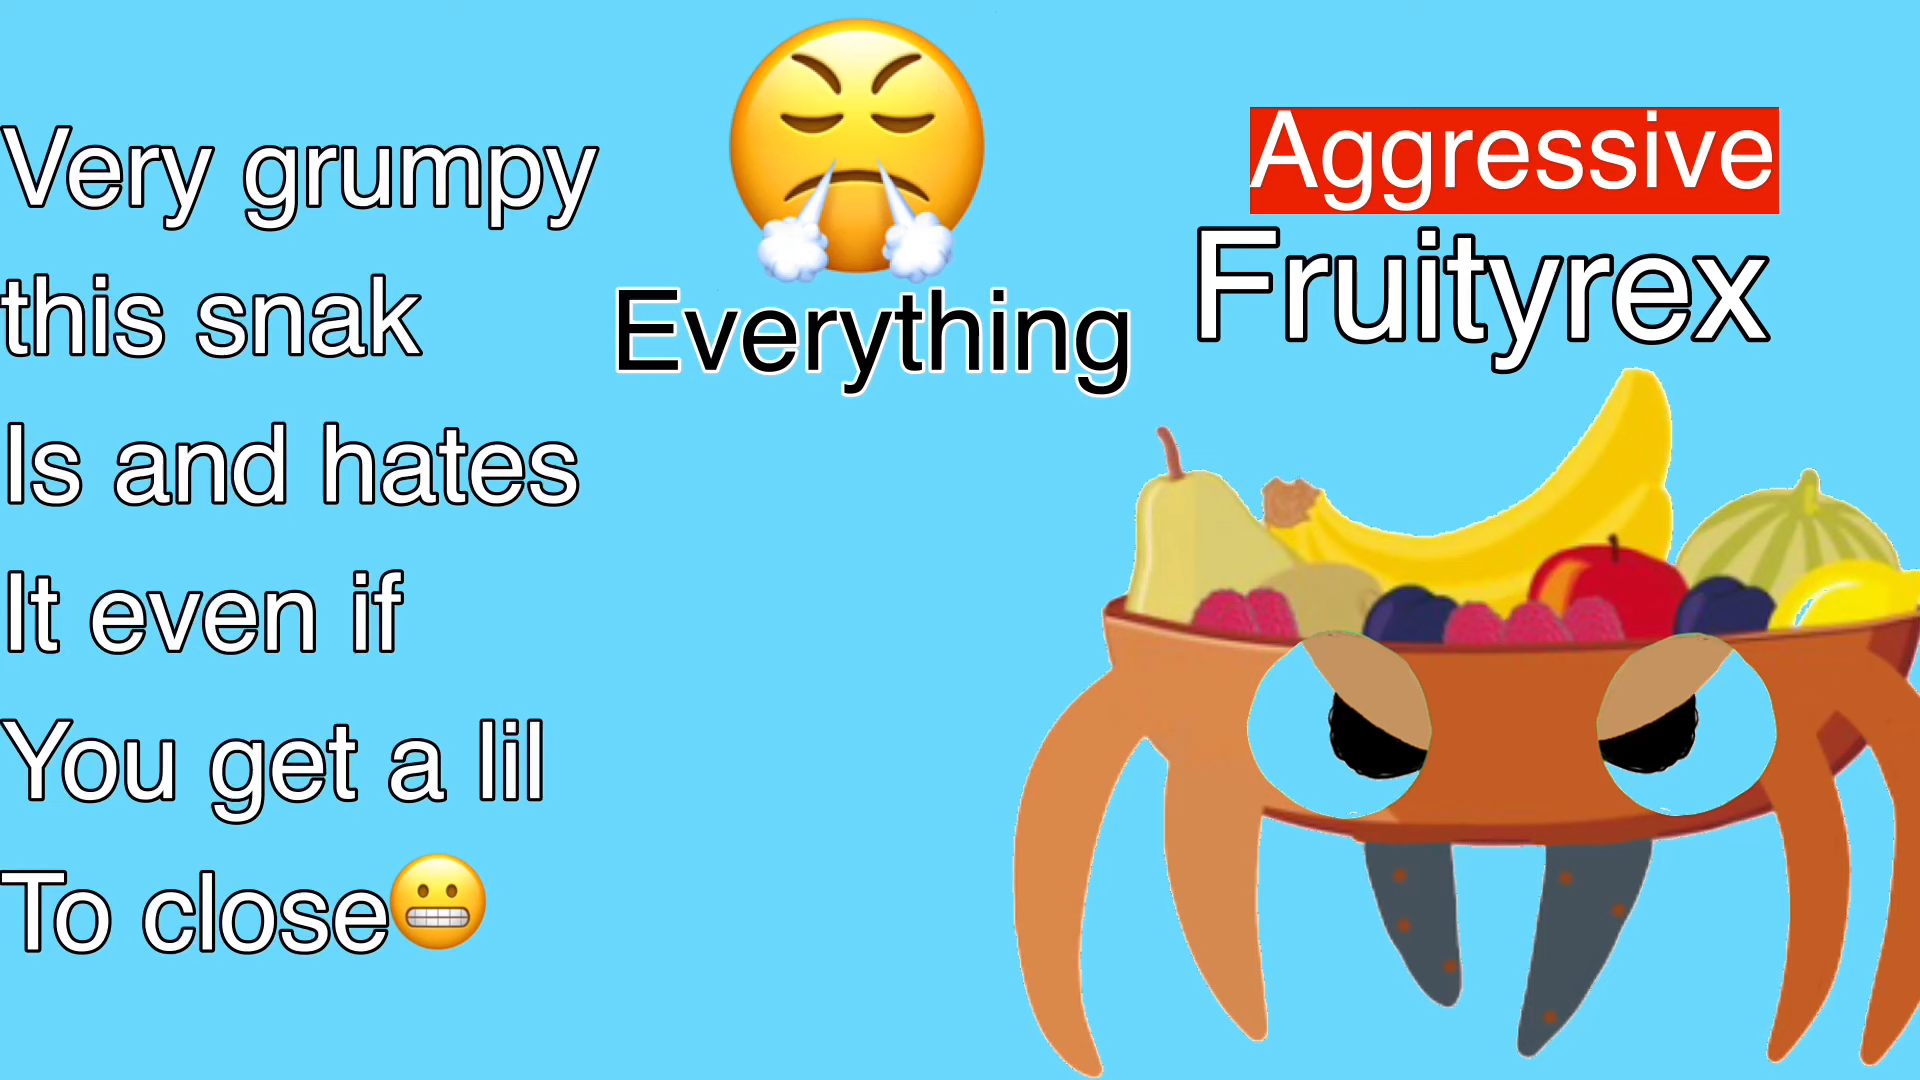 Very grumpy
this snak
Is and hates
It even if
You get a lil
To close😬
Everything
Aggressive
Fruityrex